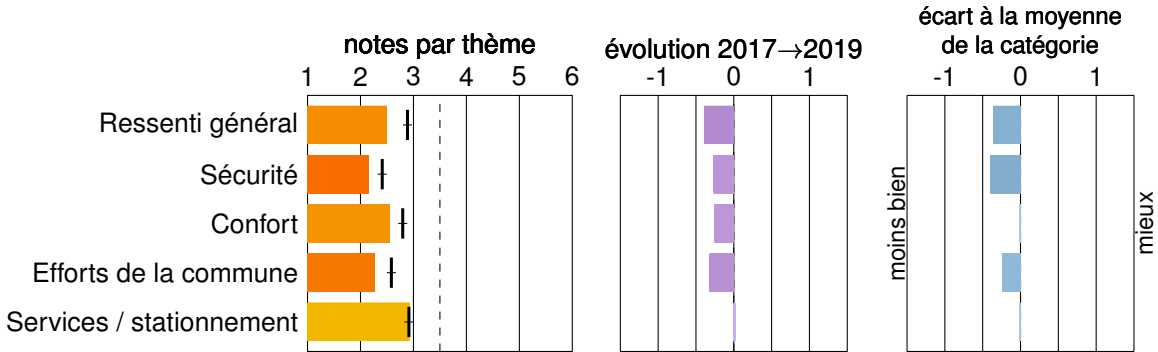 notes par thème
1 2 3 4 5 6
évolution 2017→2019
-1 0 1
écart à la moyenne
de la catégorie
-1 0 1
Ressenti général
Sécurité
Confort
Efforts de la commune
Services / stationnement
moins bien
mieux